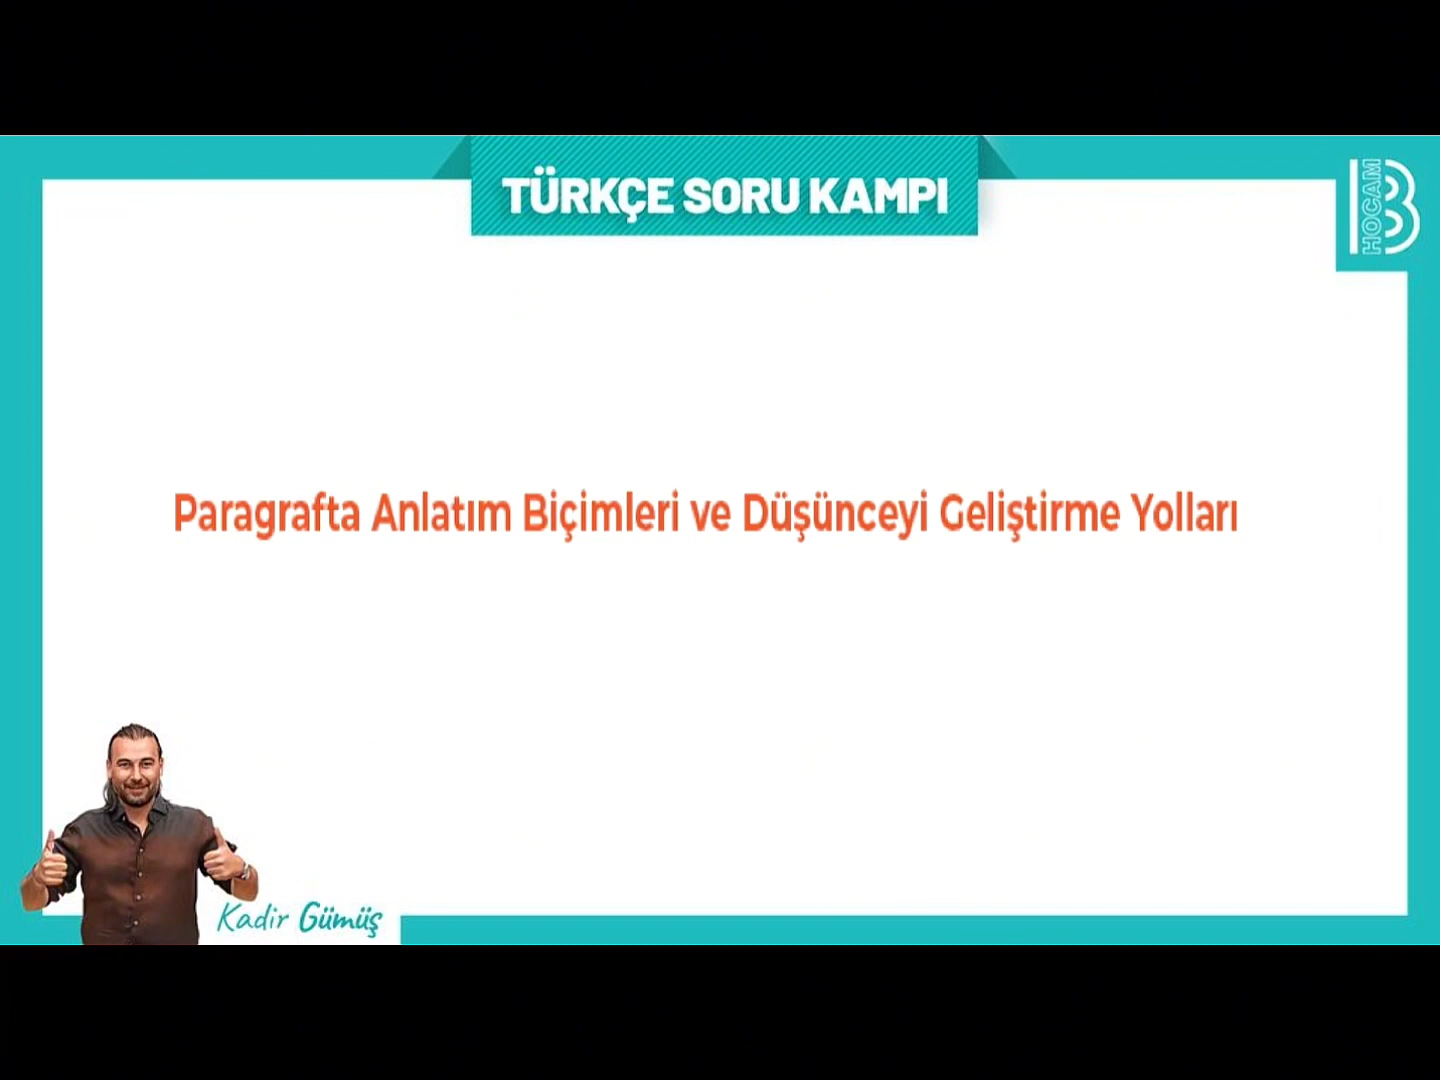 TÜRKÇE SORU KAMPI
B
HOCAM
Paragrafta Anlatım Biçimleri ve Düşünceyi Geliştirme Yolları
Kadir Gümüş